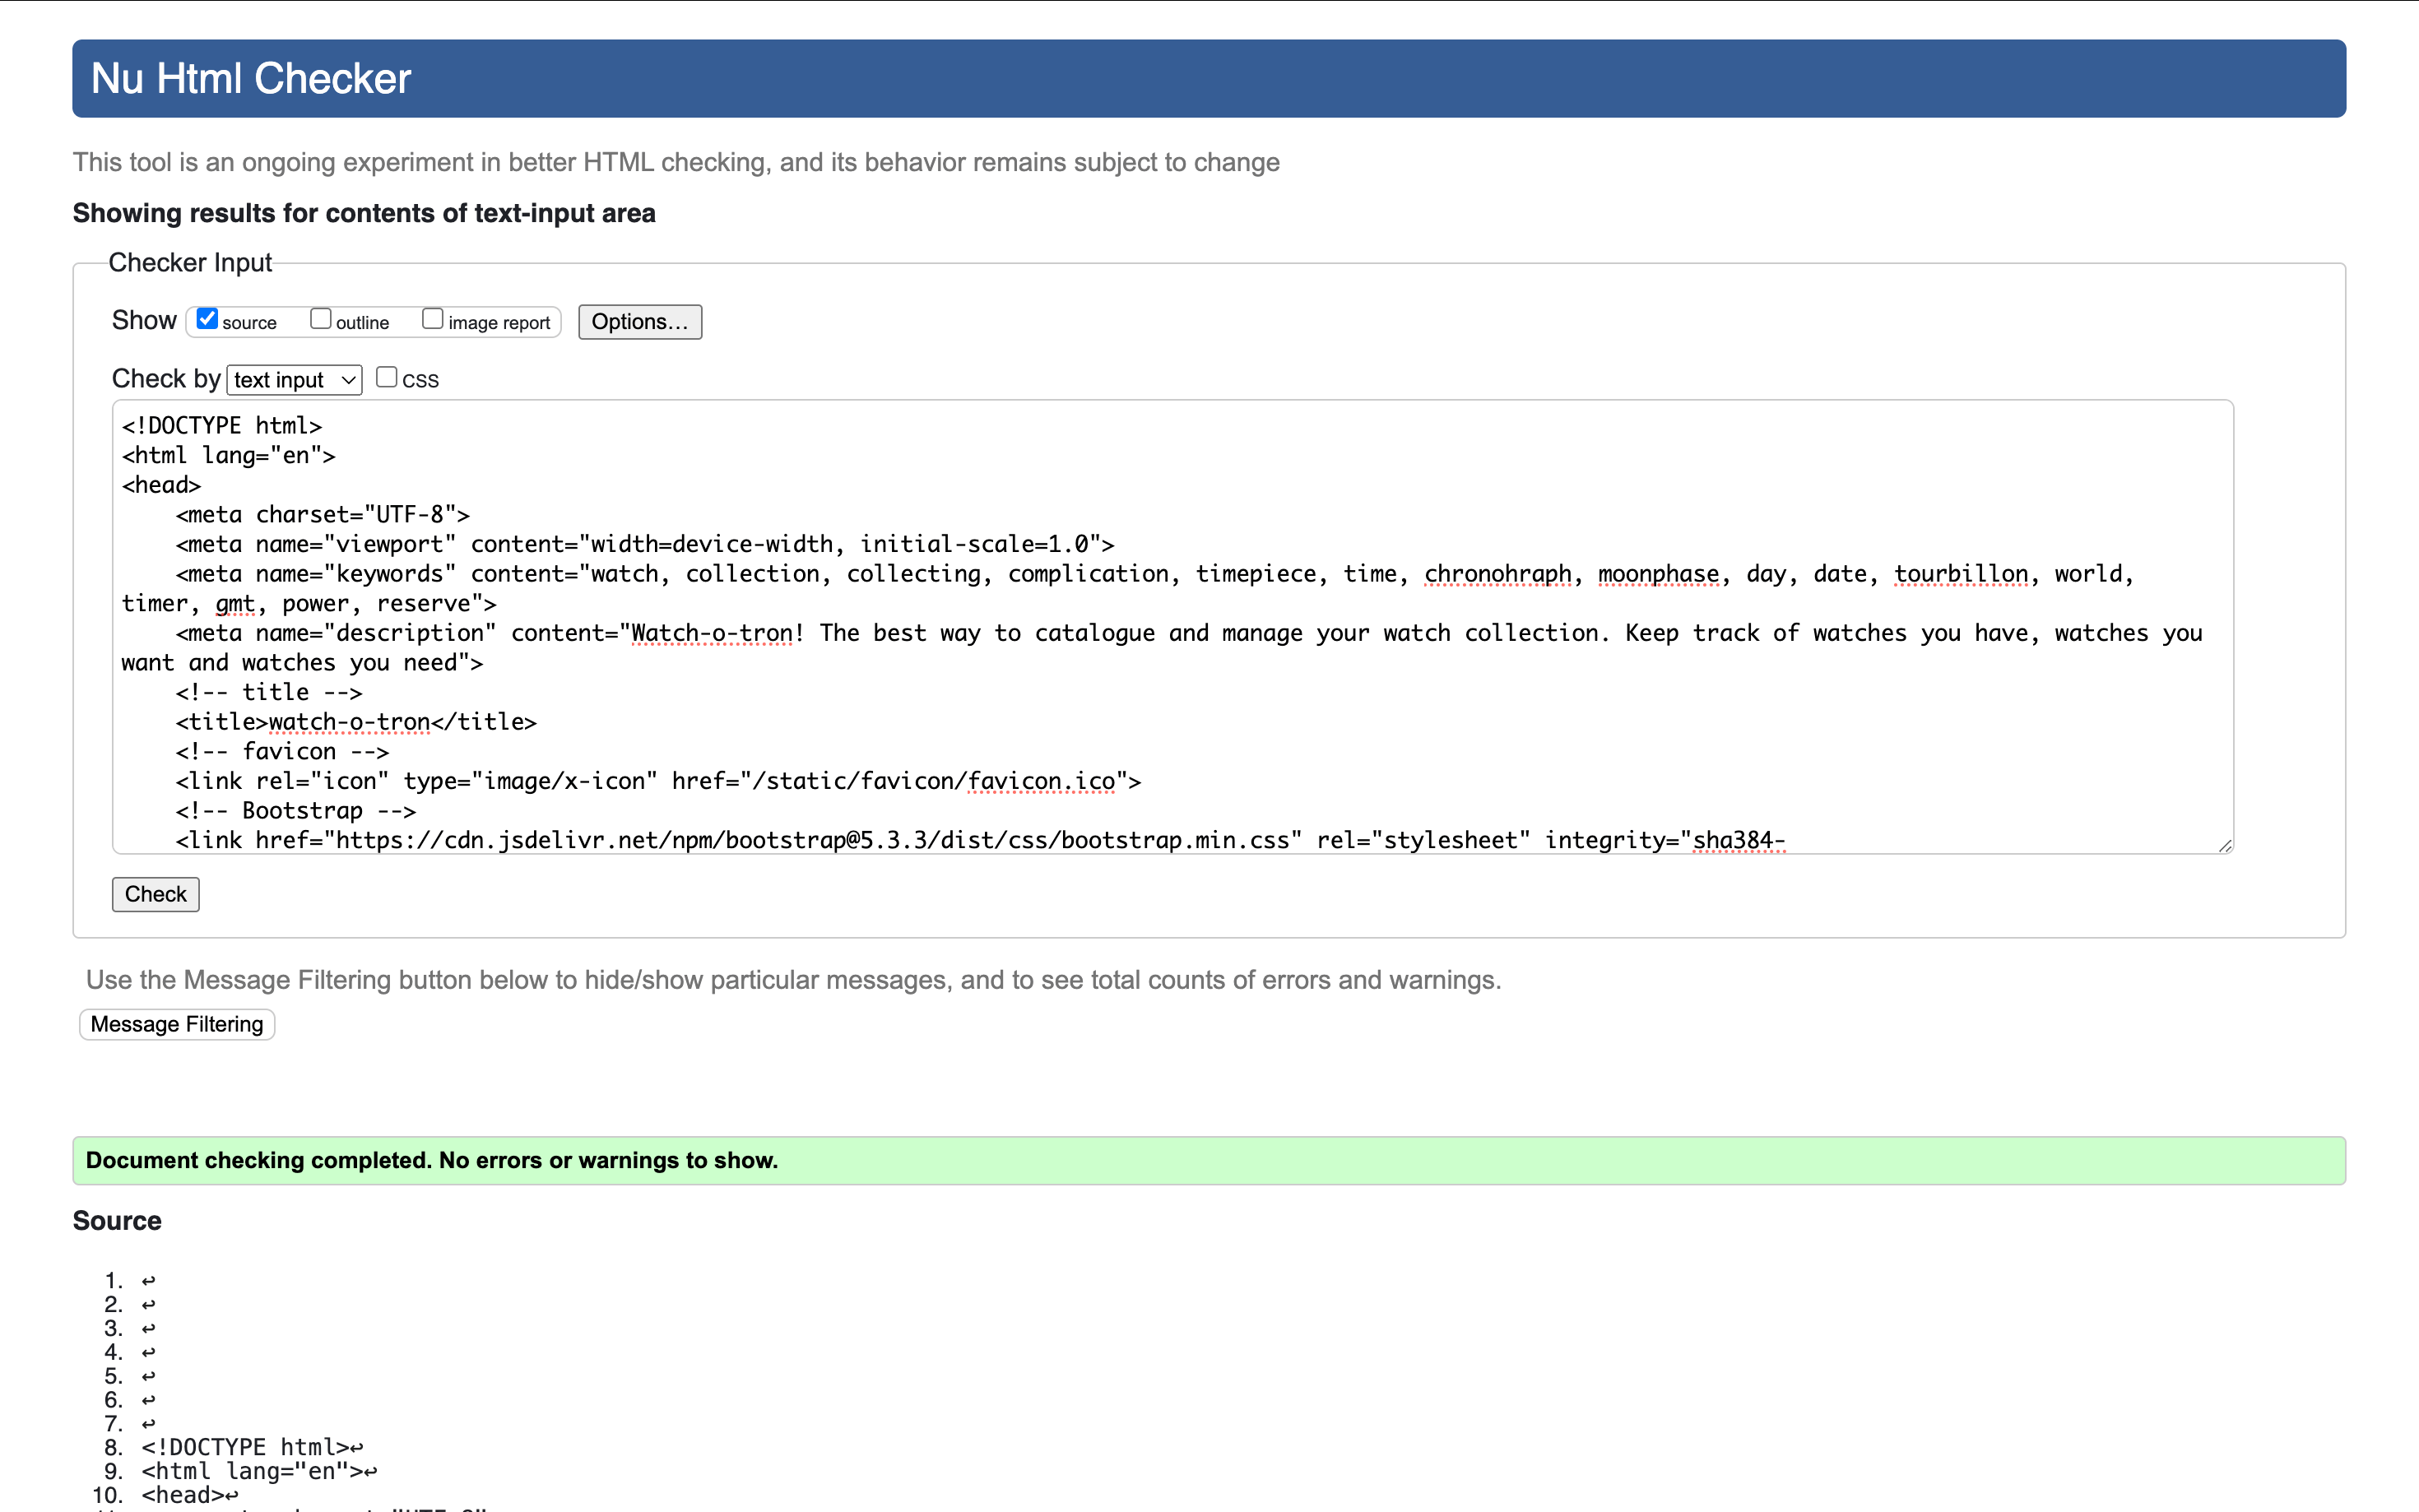 Nu Html Checker
This tool is an ongoing experiment in better HTML checking, and its behavior remains subject to change
Showing results for contents of text-input area
Checker Input
Show source outline image report Options...
Check by text input css
<!DOCTYPE html>
<html lang="en">
<head>
    <meta charset="UTF-8">
    <meta name="viewport" content="width=device-width, initial-scale=1.0">
    <meta name="keywords" content="watch, collection, collecting, complication, timepiece, time, chronohraph, moonphase, day, date, tourbillon, world,
timer, gmt, power, reserve">
    <meta name="description" content="Watch-o-tron! The best way to catalogue and manage your watch collection. Keep track of watches you have, watches you
want and watches you need">
    <!-- title -->
    <title>watch-o-tron</title>
    <!-- favicon -->
    <link rel="icon" type="image/x-icon" href="/static/favicon/favicon.ico">
    <!-- Bootstrap -->
    <link href="https://cdn.jsdelivr.net/npm/bootstrap@5.3.3/dist/css/bootstrap.min.css" rel="stylesheet" integrity="sha384-
Check
Use the Message Filtering button below to hide/show particular messages, and to see total counts of errors and warnings.
Message Filtering
Document checking completed. No errors or warnings to show.
Source
1. ↩
2. ↩
3. ↩
4. ↩
5. ↩
6. ↩
7. ↩
8. <!DOCTYPE html>↩
9. <html lang="en">↩
10. <head>↩